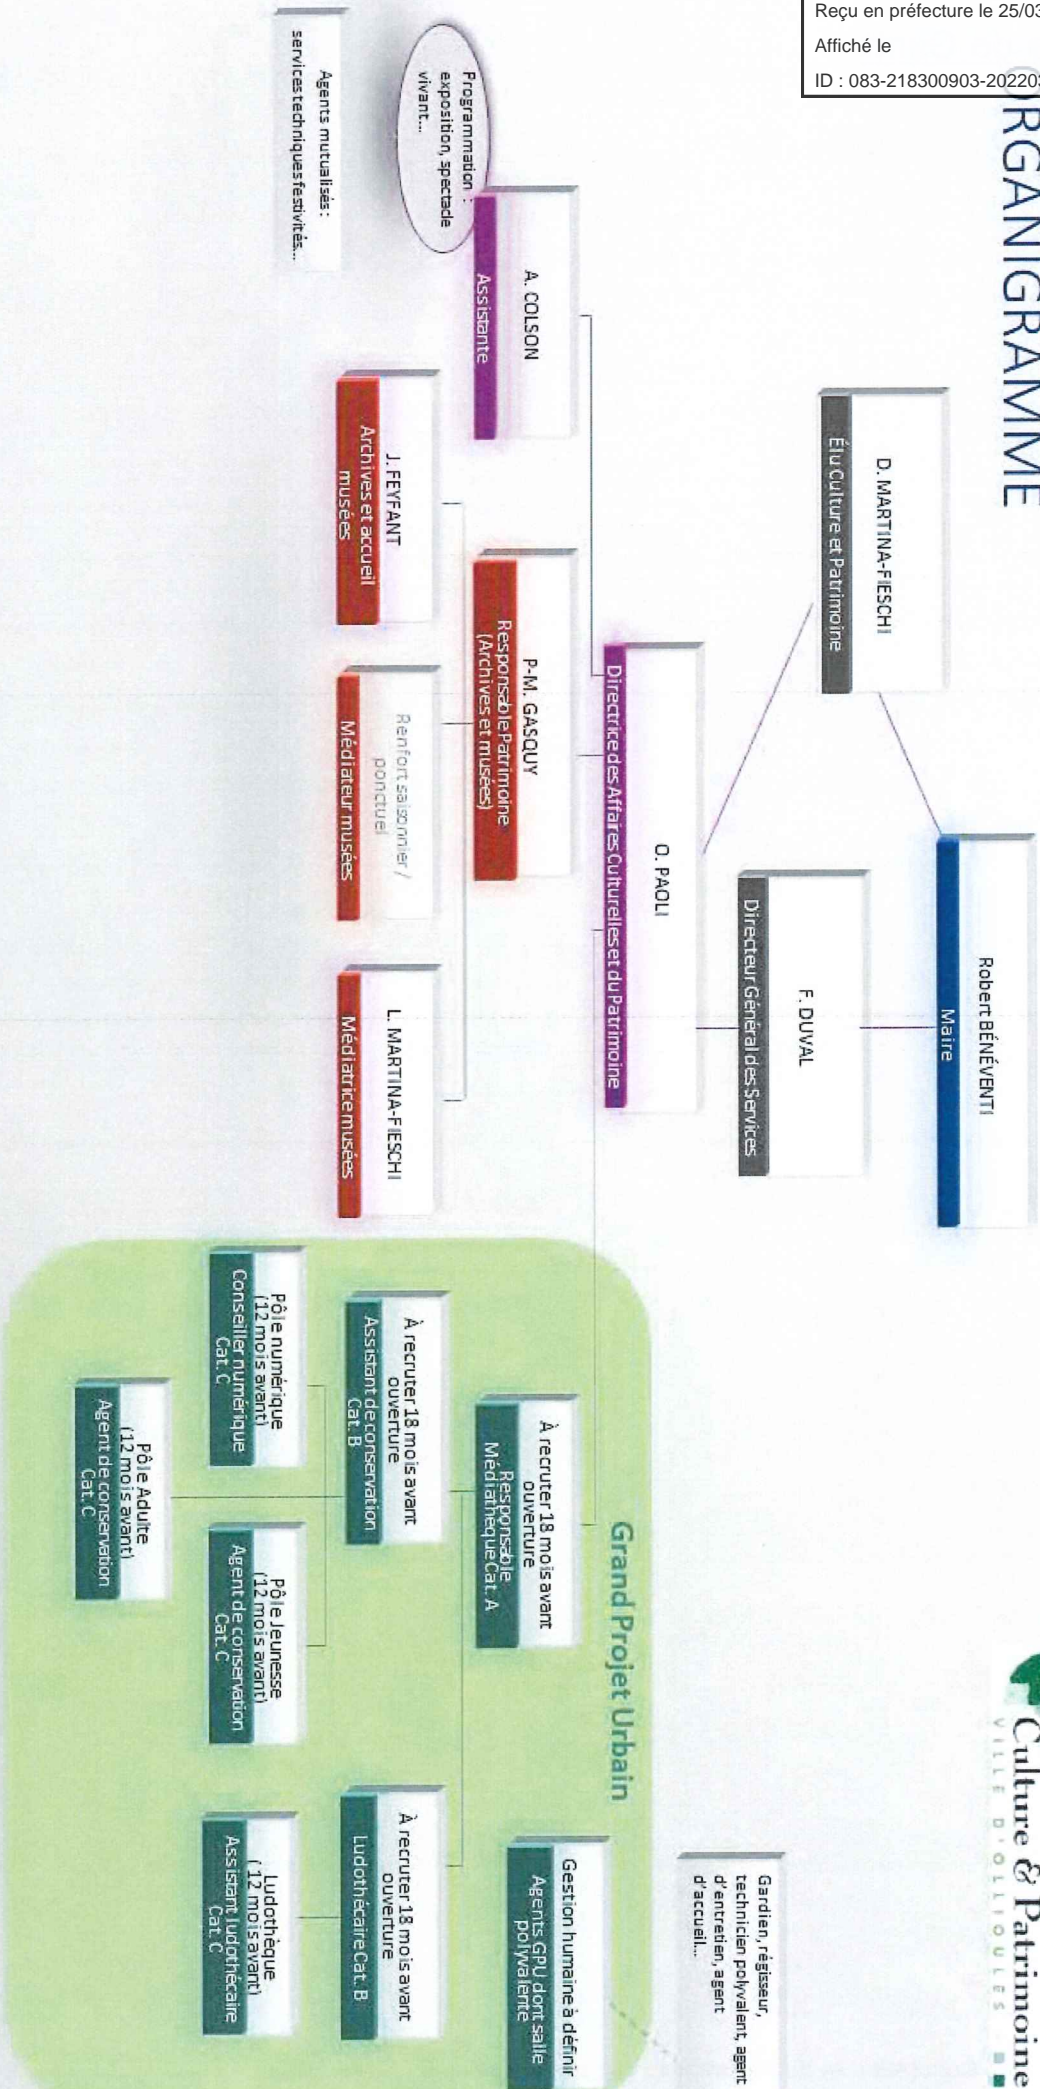 Reçu en préfecture le 25/03
Affiché le
ID : 083-218300903-202203
ORGANIGRAMME
Culture & Patrimoine
VILLE D'OLLIOULES
Robert BÉNÉVENTI
Maire
D. MARTINA-FIESCHI
Élu Culture et Patrimoine
F. DUVAL
Directeur Général des Services
O. PAOLI
Directrice des Affaires Culturelles et du Patrimoine
A. COLSON
Assistante
Programmation :
exposition, spectacle
vivant...
Agents mutualisés :
services techniques festivités...
P-M. GASQUY
Responsable Patrimoine
(Archives et musées)
J. FEYFANT
Archives et accueil
musées
Renfort saisonnier /
ponctuel
Médiateur musées
L. MARTINA-FIESCHI
Médiatrice musées
Grand Projet Urbain
À recruter 18 mois avant
ouverture
Responsable
Médiathèque Cat. A
Gestion humaine à définir
Agents GPU dont salle
polyvalente
Gardien, régisseur,
technicien polyvalent, agent
d'entretien, agent
d'accueil...
À recruter 18 mois avant
ouverture
Assistant de conservation
Cat. B
À recruter 18 mois avant
ouverture
Ludothécaire Cat. B
Pôle numérique
(12 mois avant)
Conseiller numérique
Cat. C
Pôle Jeunesse
(12 mois avant)
Agent de conservation
Cat. C
Ludothèque
( 12 mois avant)
Assistant ludothécaire
Cat. C
Pôle Adulte
(12 mois avant)
Agent de conservation
Cat. C